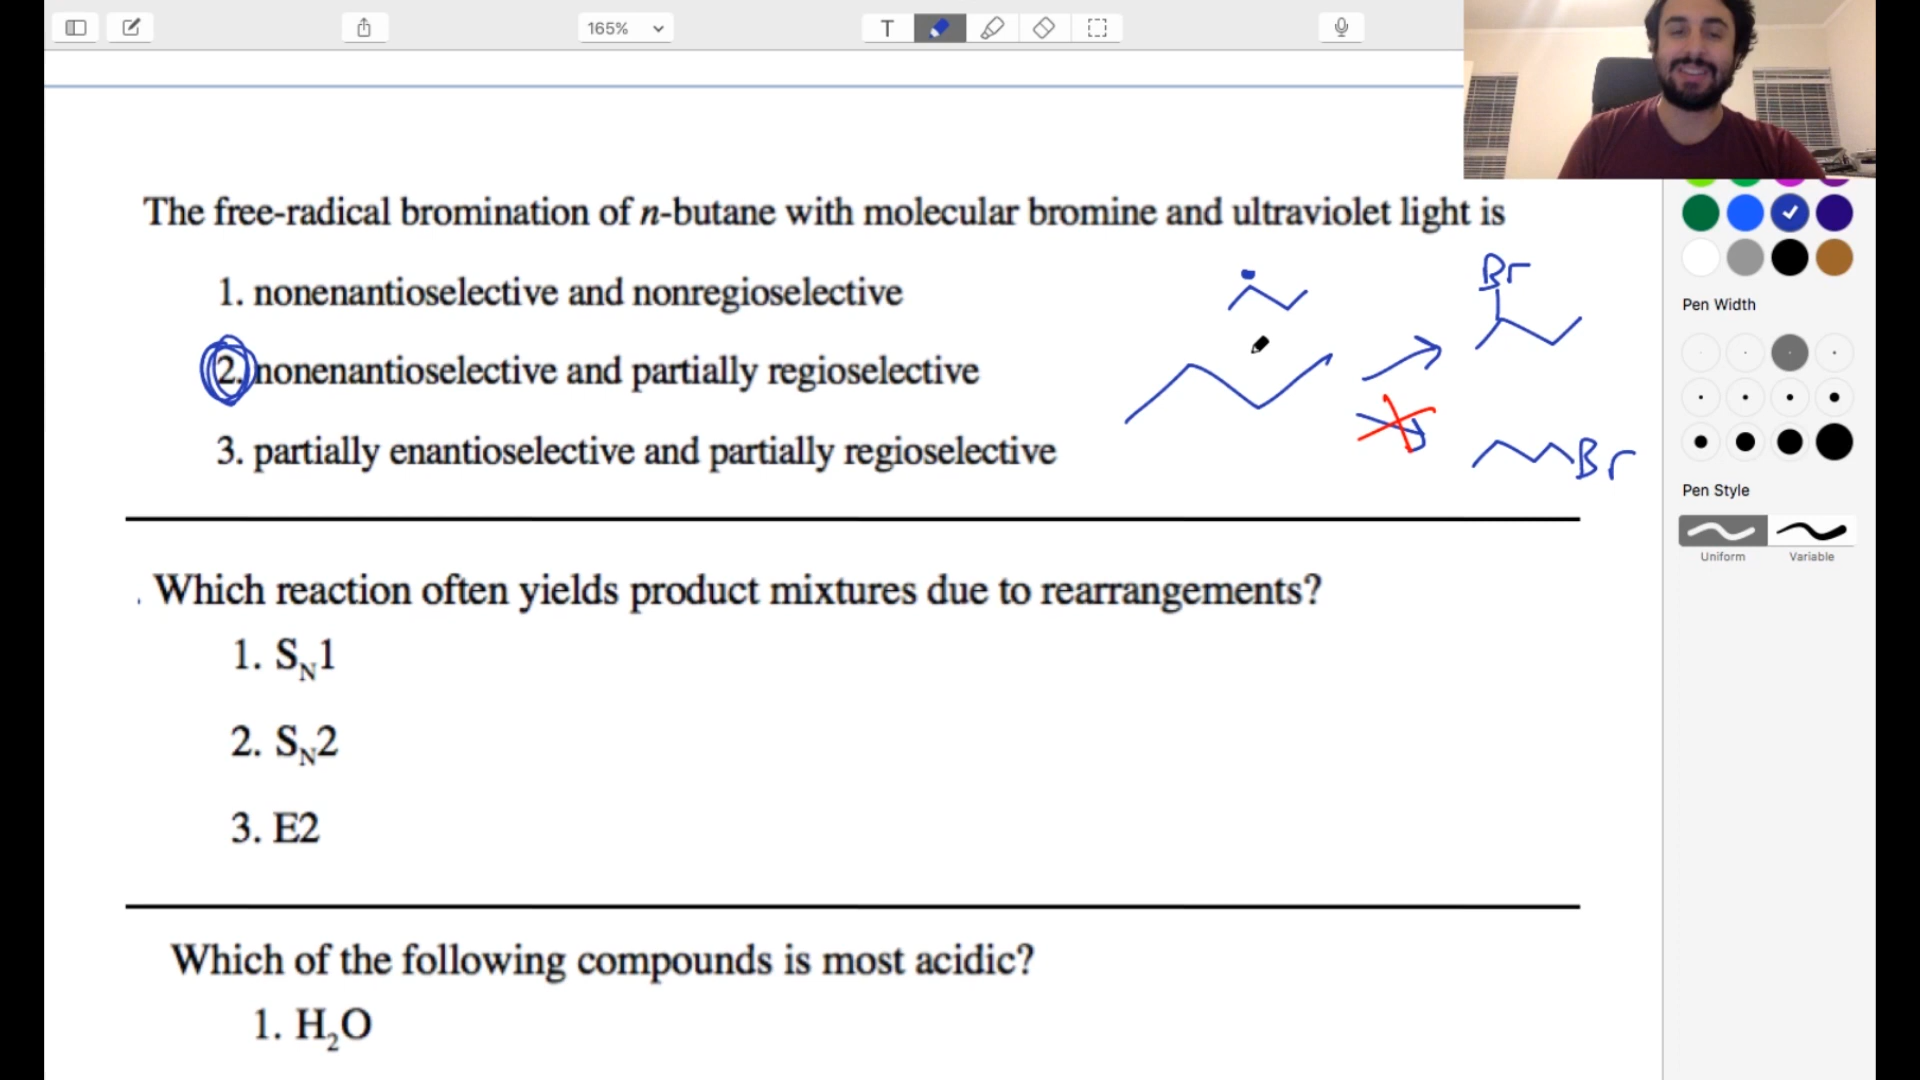 165%
T
The free-radical bromination of n-butane with molecular bromine and ultraviolet light is
1. nonenantioselective and nonregioselective
Br
2. nonenantioselective and partially regioselective
3. partially enantioselective and partially regioselective
Br
Which reaction often yields product mixtures due to rearrangements?
1. SN1
2. SN2
3. E2
Which of the following compounds is most acidic?
1. H2O
Pen Width
Pen Style
Uniform
Variable